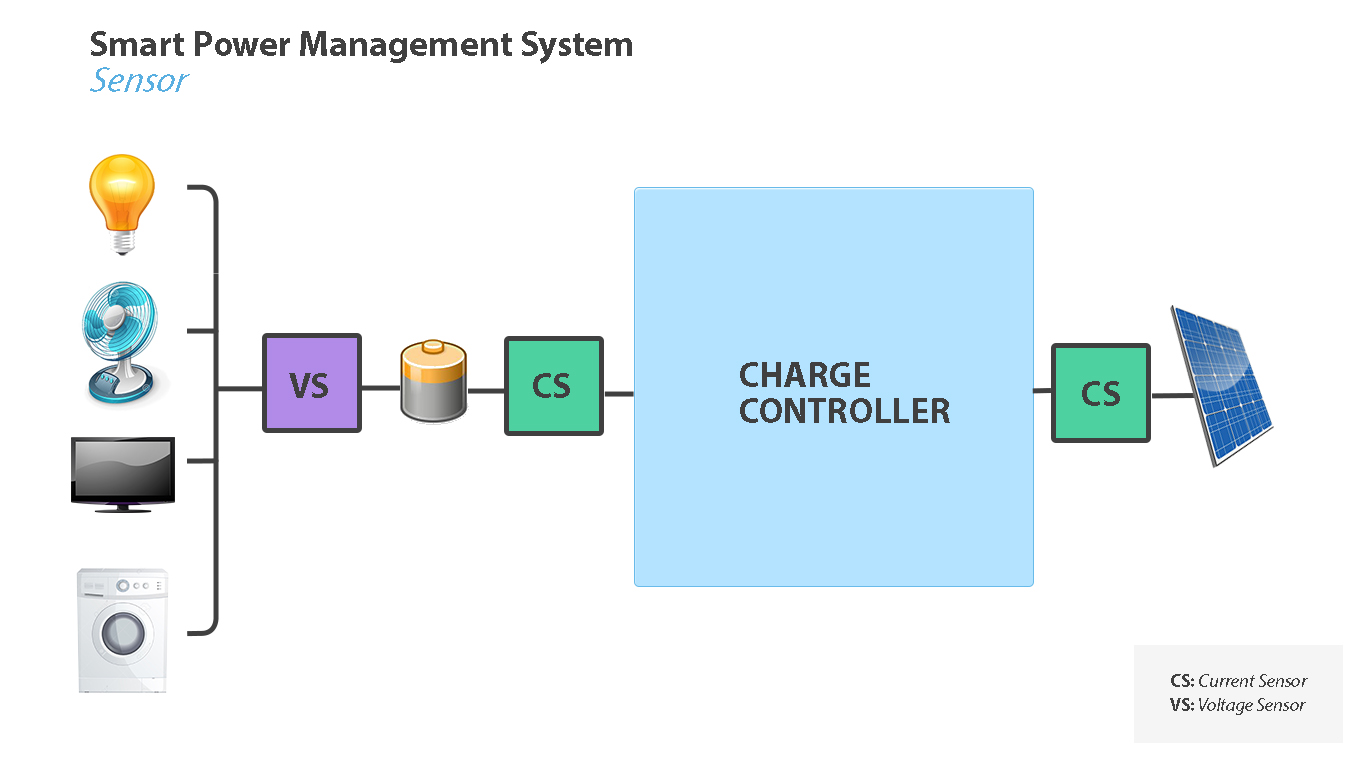 Smart Power Management System
Sensor
VS
CS
CHARGE
CONTROLLER
CS
CS: Current Sensor
VS: Voltage Sensor